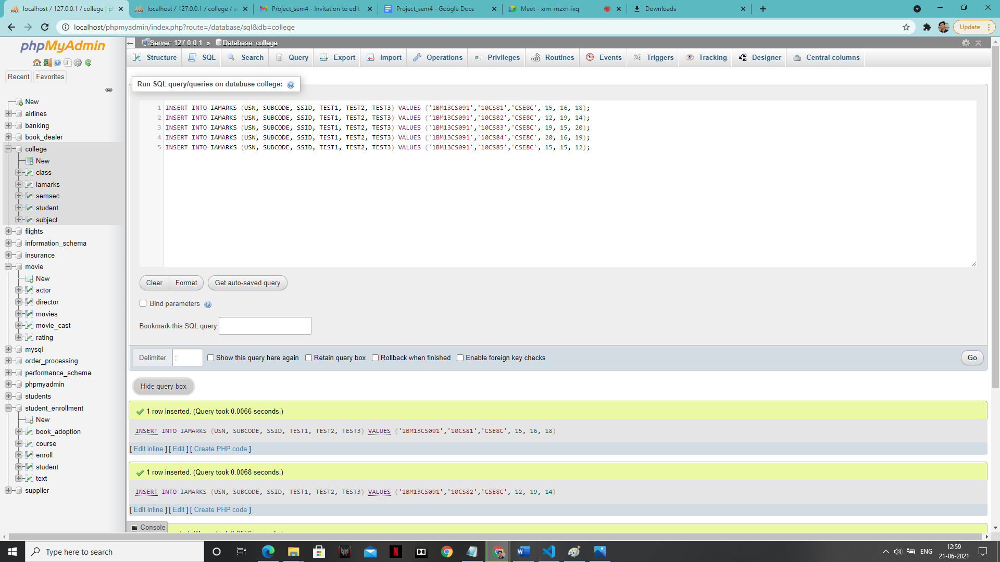 localhost / 127.0.0.1 / college | ph
localhost / 127.0.0.1 / college / se
Project_sem4 - Invitation to edit
Project_sem4 - Google Docs
Meet - xrm-mzxn-ixq
Downloads
localhost/phpmyadmin/index.php?route=/database/sql&db=college
Update
phpMyAdmin
Recent
Favorites
New
airlines
banking
book_dealer
college
New
class
iamarks
semsec
student
subject
flights
information_schema
insurance
movie
New
actor
director
movies
movie_cast
rating
mysql
order_processing
performance_schema
phpmyadmin
students
student_enrollment
New
book_adoption
course
enroll
student
text
supplier
Server: 127.0.0.1 » Database: college
Structure
SQL
Search
Query
Export
Import
Operations
Privileges
Routines
Events
Triggers
Tracking
Designer
Central columns
Run SQL query/queries on database college:
1 INSERT INTO IAMARKS (USN, SUBCODE, SSID, TEST1, TEST2, TEST3) VALUES ('1BM13CS091','10CS81','CSE8C', 15, 16, 18);
2 INSERT INTO IAMARKS (USN, SUBCODE, SSID, TEST1, TEST2, TEST3) VALUES ('1BM13CS091','10CS82','CSE8C', 12, 19, 14);
3 INSERT INTO IAMARKS (USN, SUBCODE, SSID, TEST1, TEST2, TEST3) VALUES ('1BM13CS091','10CS83','CSE8C', 19, 15, 20);
4 INSERT INTO IAMARKS (USN, SUBCODE, SSID, TEST1, TEST2, TEST3) VALUES ('1BM13CS091','10CS84','CSE8C', 20, 16, 19);
5 INSERT INTO IAMARKS (USN, SUBCODE, SSID, TEST1, TEST2, TEST3) VALUES ('1BM13CS091','10CS85','CSE8C', 15, 15, 12);
Clear
Format
Get auto-saved query
Bind parameters
Bookmark this SQL query:
Delimiter ; Show this query here again Retain query box Rollback when finished Enable foreign key checks
Go
Hide query box
1 row inserted. (Query took 0.0066 seconds.)
INSERT INTO IAMARKS (USN, SUBCODE, SSID, TEST1, TEST2, TEST3) VALUES ('1BM13CS091','10CS81','CSE8C', 15, 16, 18)
[ Edit inline ] [ Edit ] [ Create PHP code ]
1 row inserted. (Query took 0.0068 seconds.)
INSERT INTO IAMARKS (USN, SUBCODE, SSID, TEST1, TEST2, TEST3) VALUES ('1BM13CS091','10CS82','CSE8C', 12, 19, 14)
[ Edit inline ] [ Edit ] [ Create PHP code ]
Console
Type here to search
ENG
12:59
21-06-2021